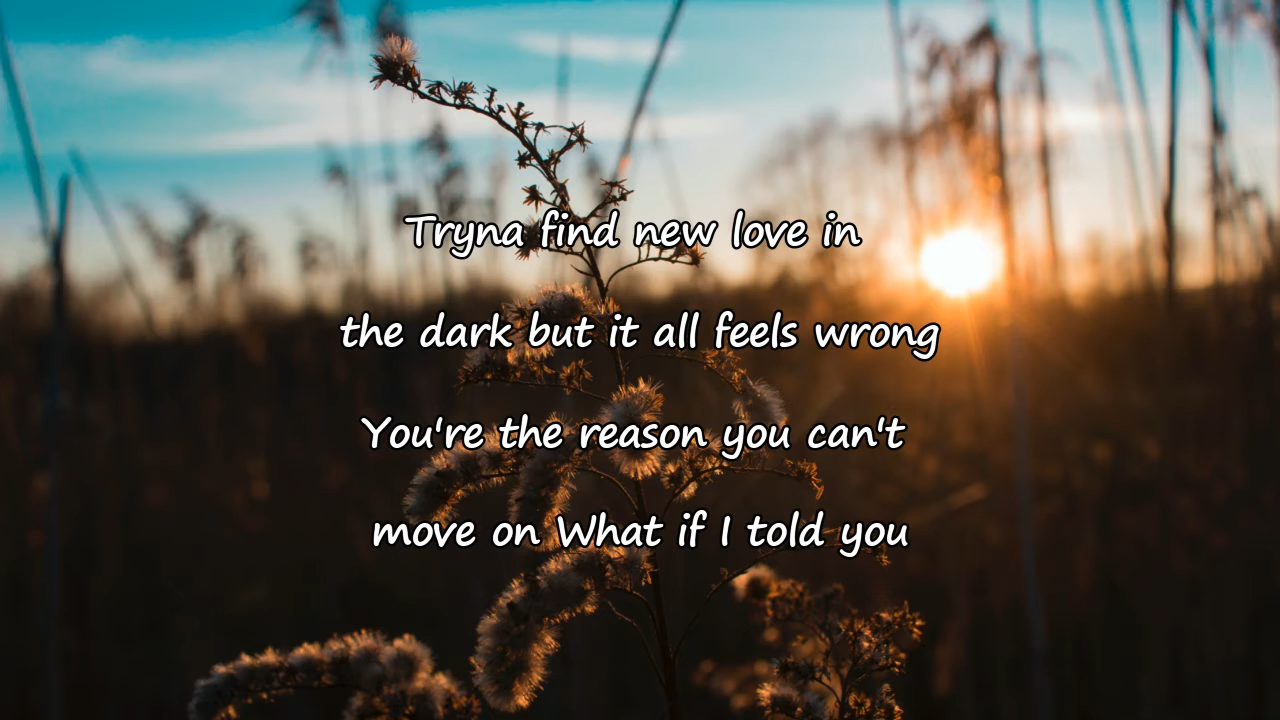 Tryna find new love in
the dark but it all feels wrong
You're the reason you can't
move on What if I told you